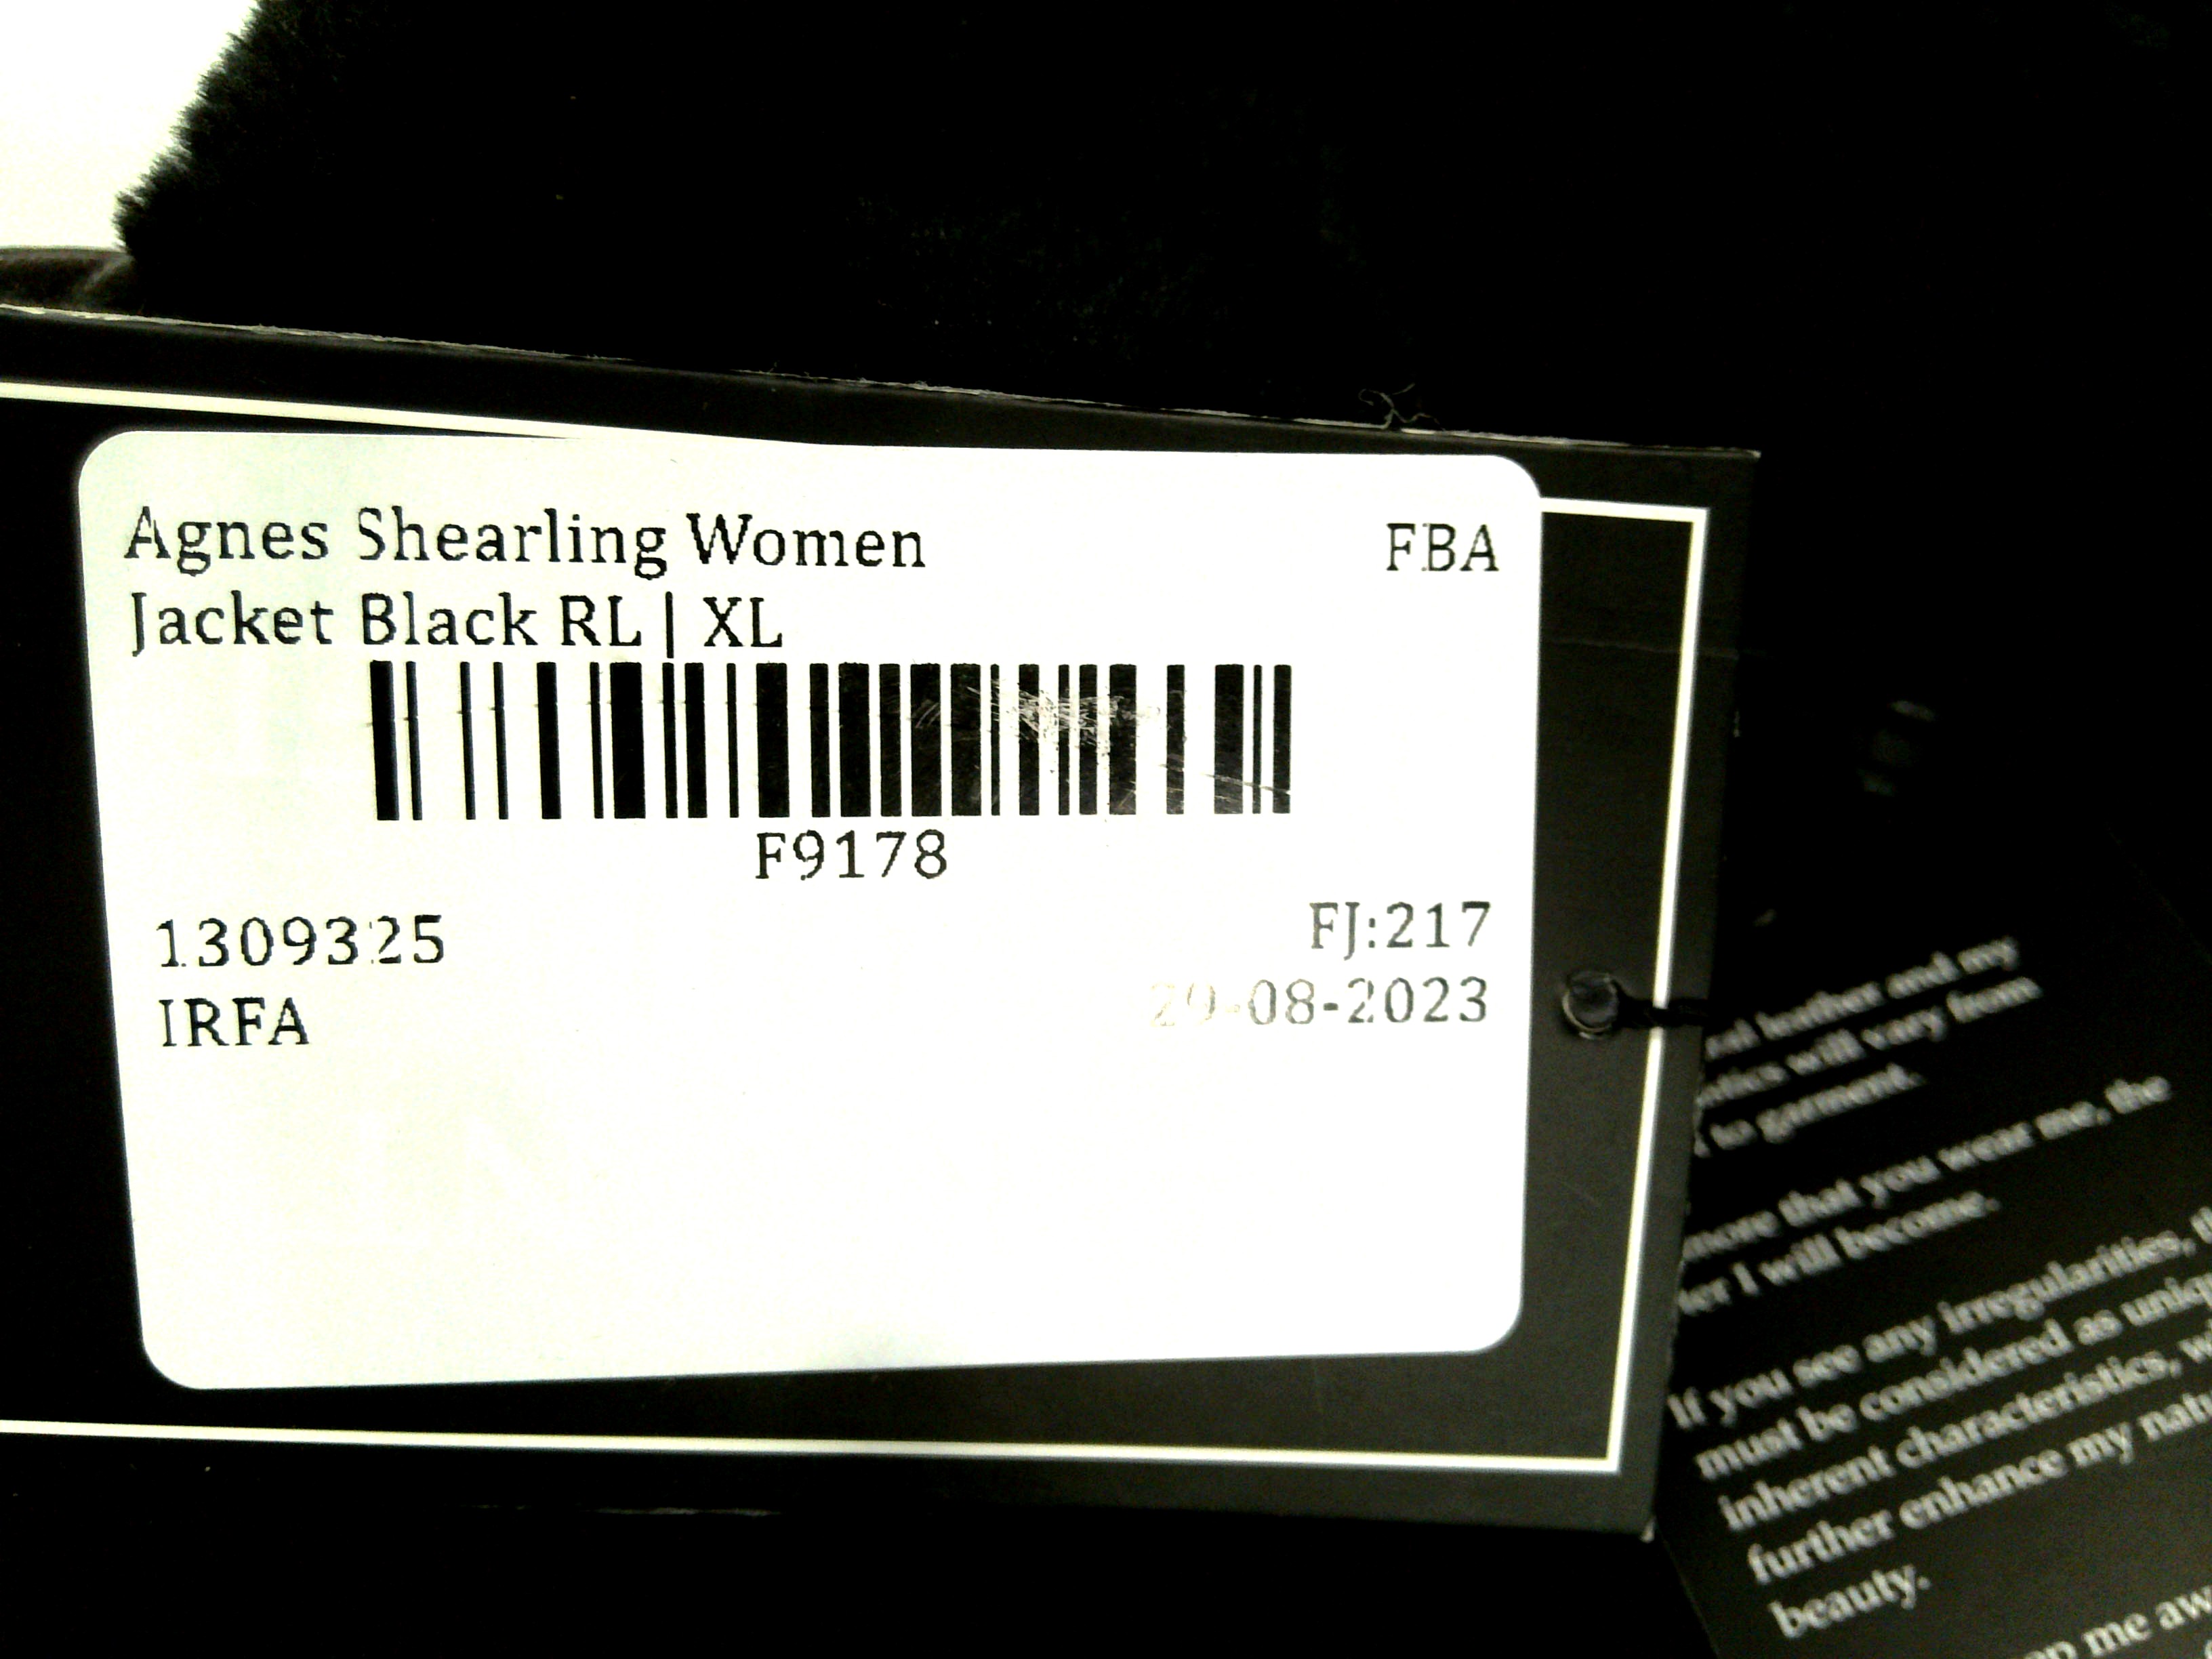 Agnes Shearling Women
Jacket Black RL | XL
FBA
F9178
1309325
IRFA
FJ:217
29-08-2023
leather and my
will vary from
to garment.
more that you wear me, the
I will become.
If you see any irregularities,
must be considered as
inherent characteristics,
further enhance my
beauty.
me